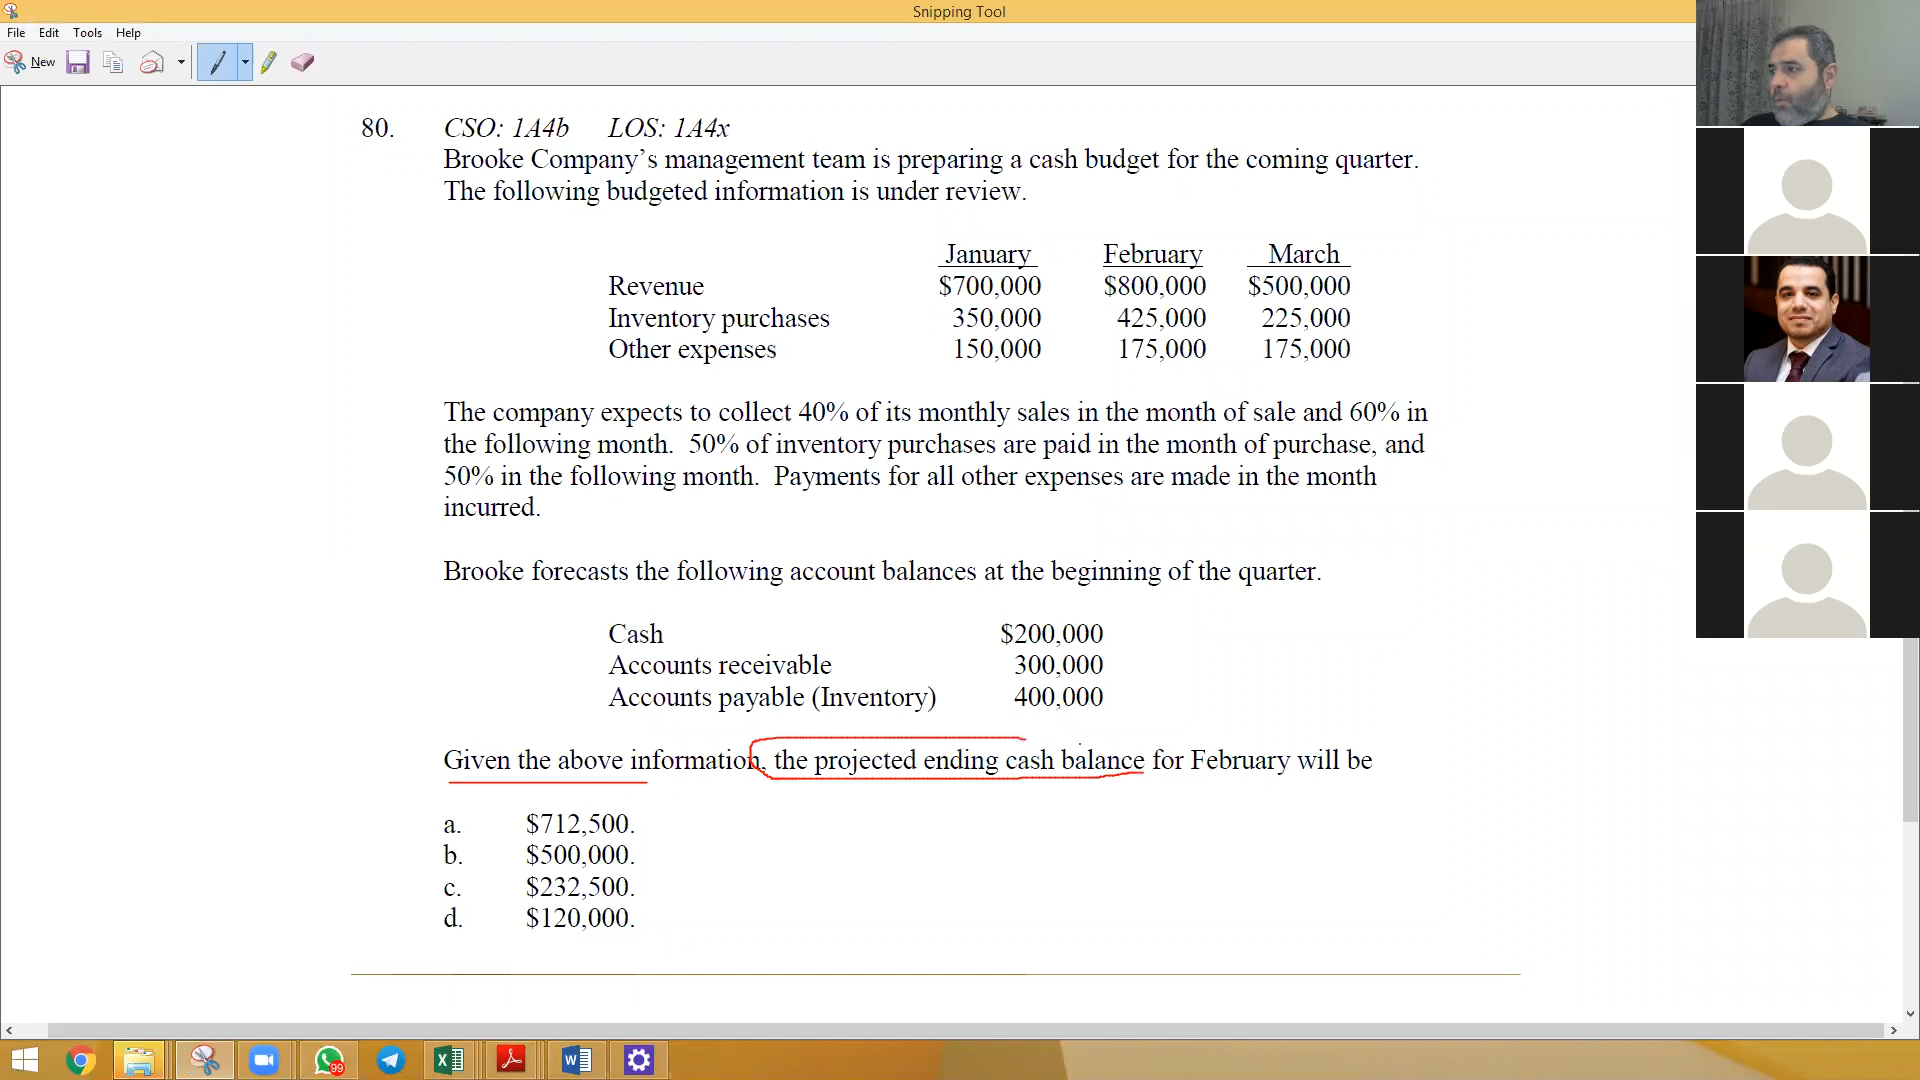 Snipping Tool
File Edit Tools Help
New
80. CSO: 1A4b LOS: 1A4x
Brooke Company’s management team is preparing a cash budget for the coming quarter.
The following budgeted information is under review.
January February March
Revenue $700,000 $800,000 $500,000
Inventory purchases 350,000 425,000 225,000
Other expenses 150,000 175,000 175,000
The company expects to collect 40% of its monthly sales in the month of sale and 60% in
the following month. 50% of inventory purchases are paid in the month of purchase, and
50% in the following month. Payments for all other expenses are made in the month
incurred.
Brooke forecasts the following account balances at the beginning of the quarter.
Cash $200,000
Accounts receivable 300,000
Accounts payable (Inventory) 400,000
Given the above information, the projected ending cash balance for February will be
a. $712,500.
b. $500,000.
c. $232,500.
d. $120,000.
99